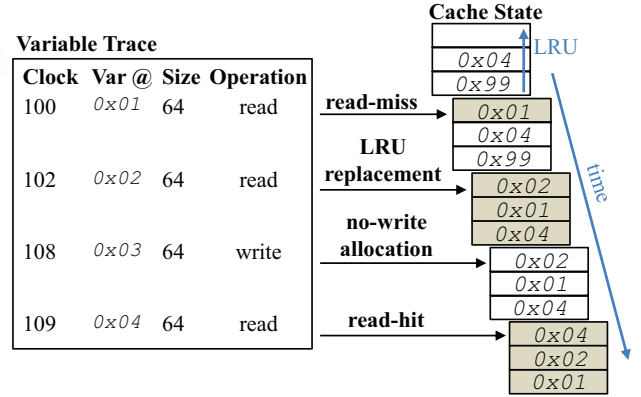 Cache State
LRU
0x04
0x99
Variable Trace
Clock Var @ Size Operation
100 0x01 64 read
read-miss
0x01
0x04
0x99
102 0x02 64 read
LRU
replacement
0x02
0x01
0x04
time
108 0x03 64 write
no-write
allocation
0x02
0x01
0x04
109 0x04 64 read
read-hit
0x04
0x02
0x01